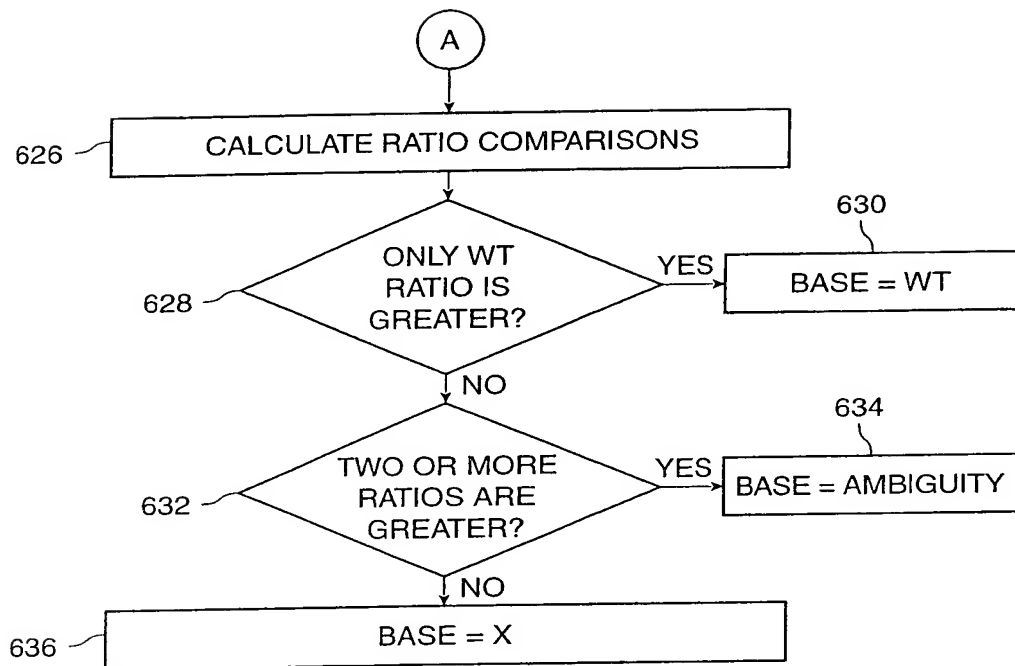 A
626
CALCULATE RATIO COMPARISONS
628
ONLY WT
RATIO IS
GREATER?
YES
630
BASE = WT
NO
632
TWO OR MORE
RATIOS ARE
GREATER?
YES
634
BASE = AMBIGUITY
NO
636
BASE = X